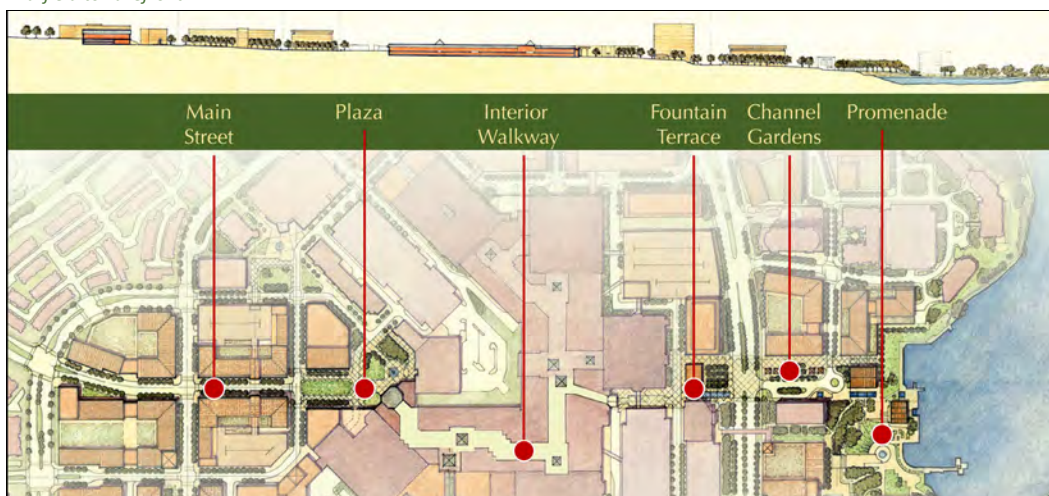 Main
Street
Plaza
Interior
Walkway
Fountain
Terrace
Channel
Gardens
Promenade